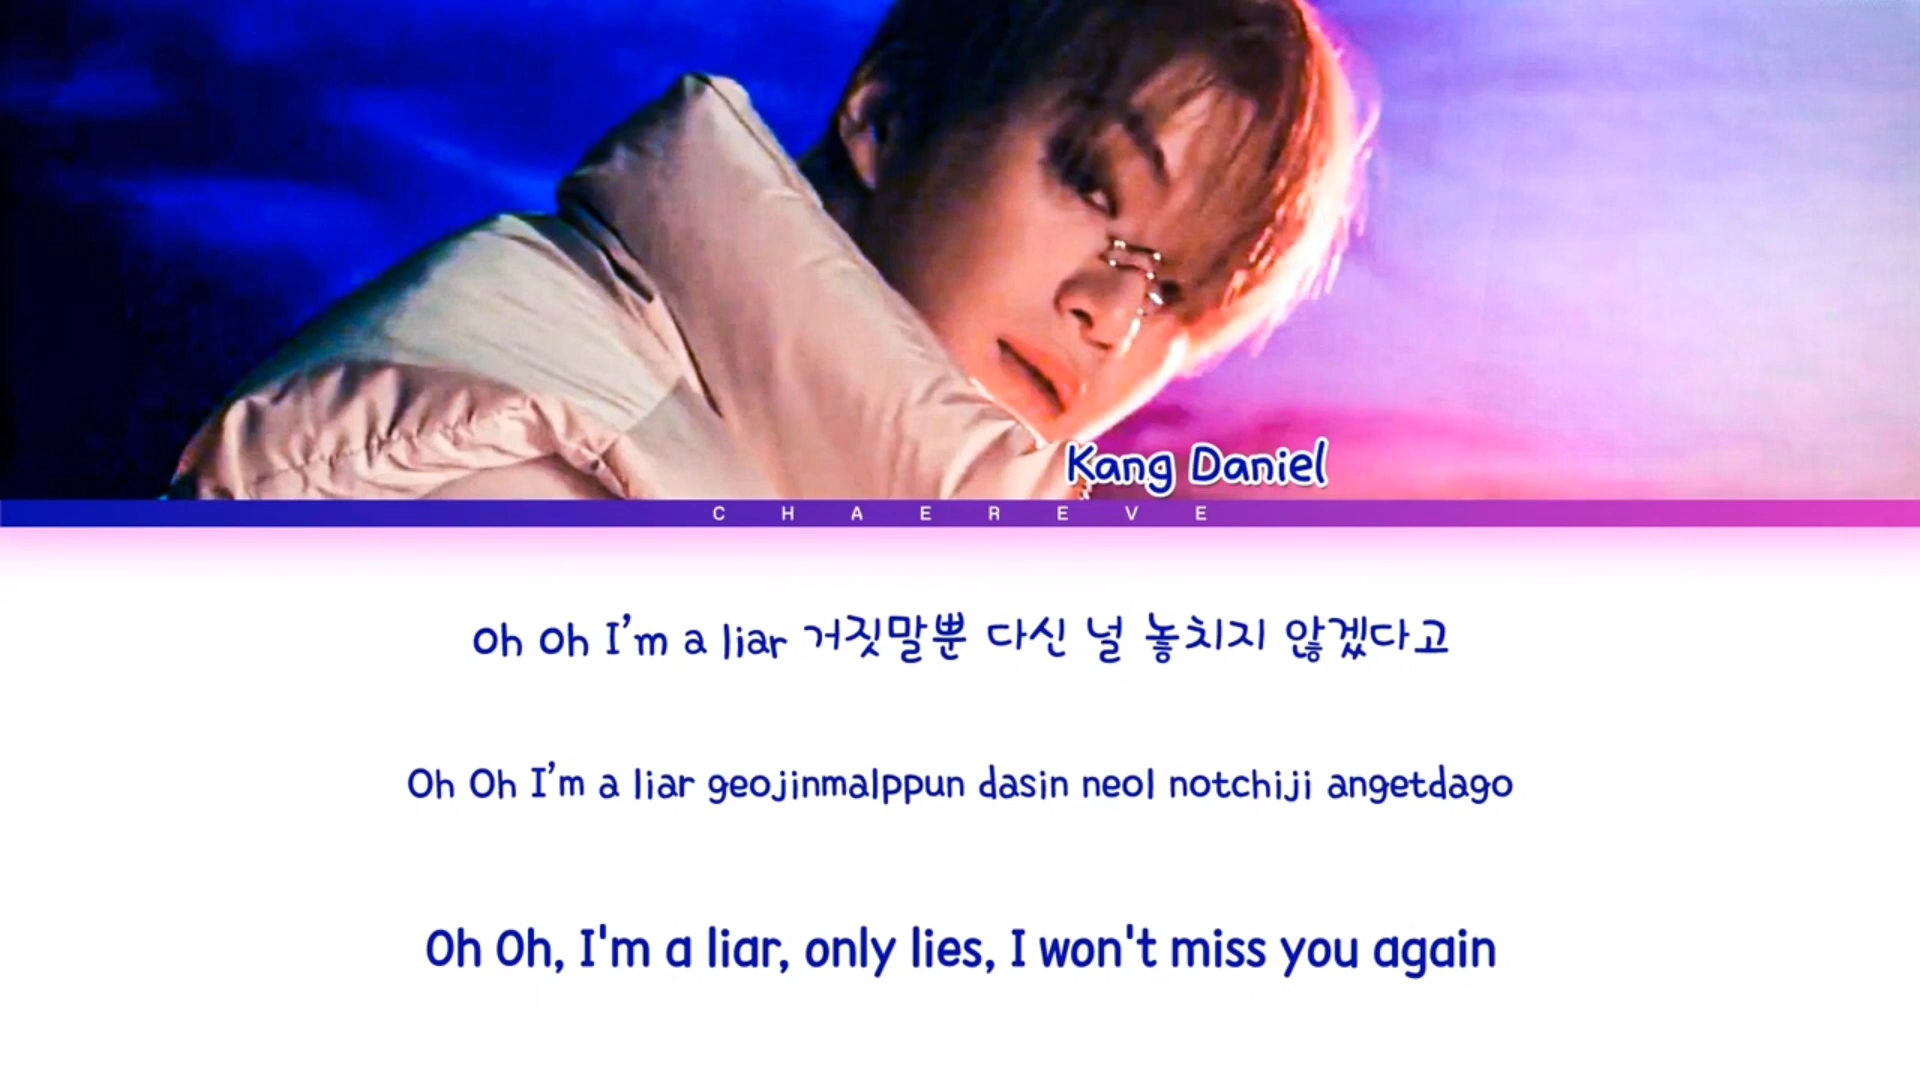 Kang Daniel
CHAEREVE
Oh Oh I'm a liar 거짓말뿐 다신 널 놓치지 않겠다고
Oh Oh I'm a liar geojinmalppun dasin neol notchiji angetdago
Oh Oh, I'm a liar, only lies, I won't miss you again